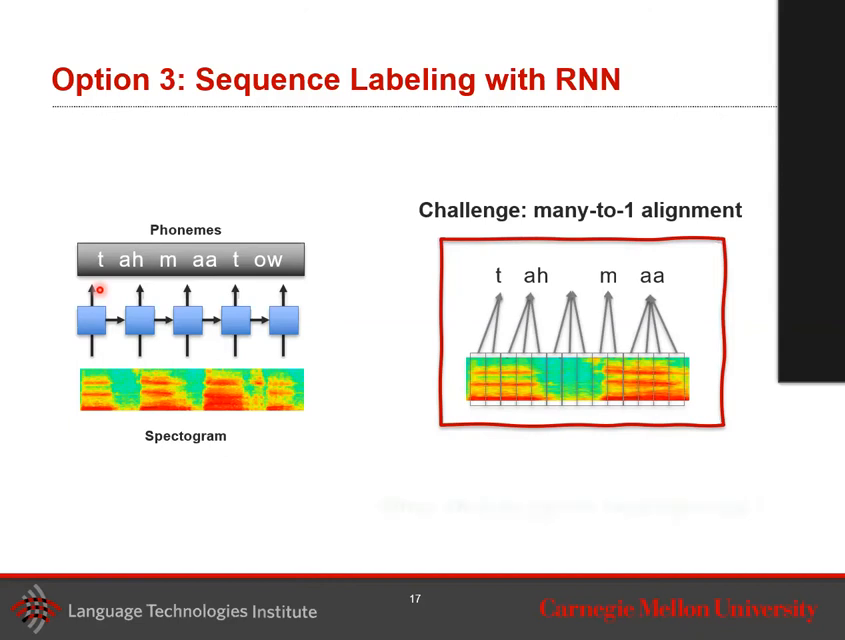 Option 3: Sequence Labeling with RNN
Phonemes
t ah m aa t ow
Spectogram
Challenge: many-to-1 alignment
t ah m aa
17
Language Technologies Institute
Carnegie Mellon University